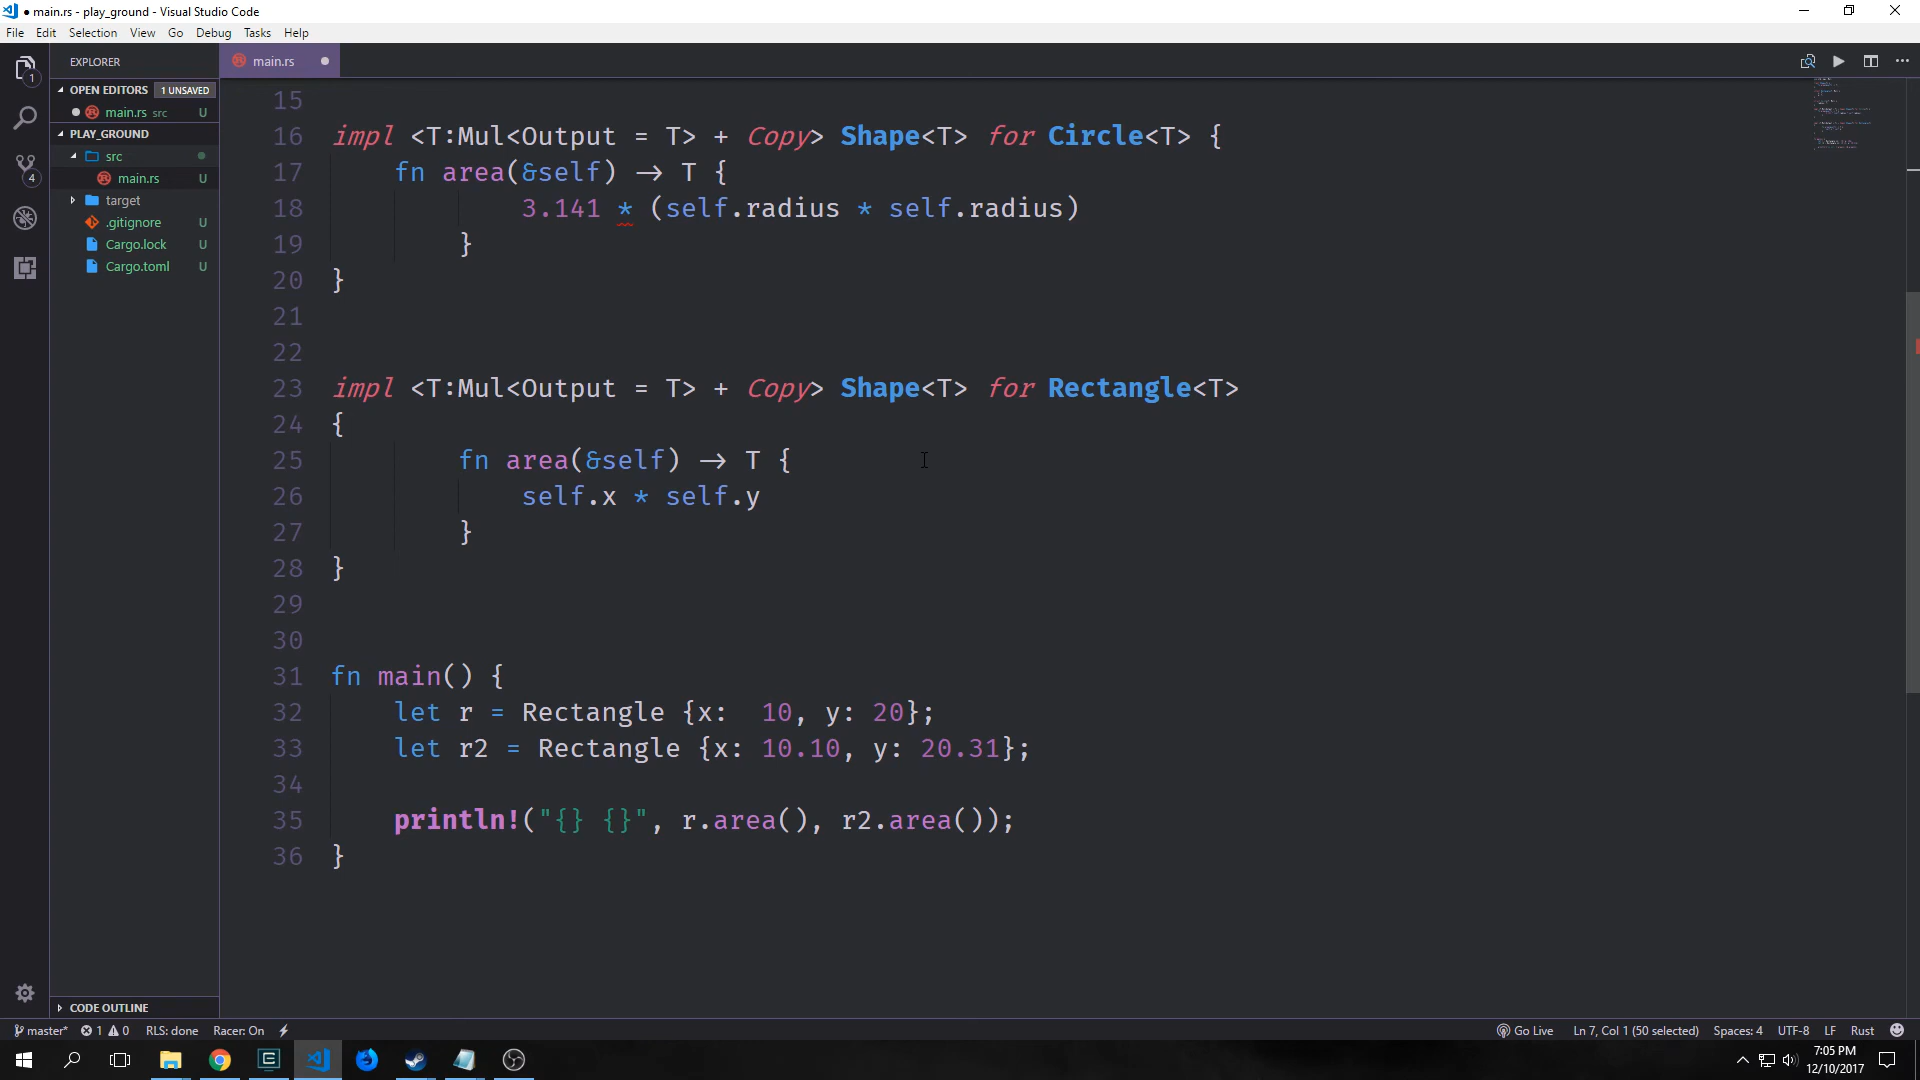 ● main.rs - play_ground - Visual Studio Code
File Edit Selection View Go Debug Tasks Help
EXPLORER
OPEN EDITORS 1 UNSAVED
main.rs src U
PLAY_GROUND
src
main.rs U
target
.gitignore U
Cargo.lock U
Cargo.toml U
CODE OUTLINE
1
4
main.rs
15
16 impl <T:Mul<Output = T> + Copy> Shape<T> for Circle<T> {
17 fn area(&self) → T {
18 3.141 * (self.radius * self.radius)
19 }
20 }
21
22
23 impl <T:Mul<Output = T> + Copy> Shape<T> for Rectangle<T>
24 {
25 fn area(&self) → T {
26 self.x * self.y
27 }
28 }
29
30
31 fn main() {
32 let r = Rectangle {x:  10, y: 20};
33 let r2 = Rectangle {x: 10.10, y: 20.31};
34
35 println!("{} {}", r.area(), r2.area());
36 }
master* 1 0 RLS: done Racer: On Go Live Ln 7, Col 1 (50 selected) Spaces: 4 UTF-8 LF Rust
7:05 PM
12/10/2017